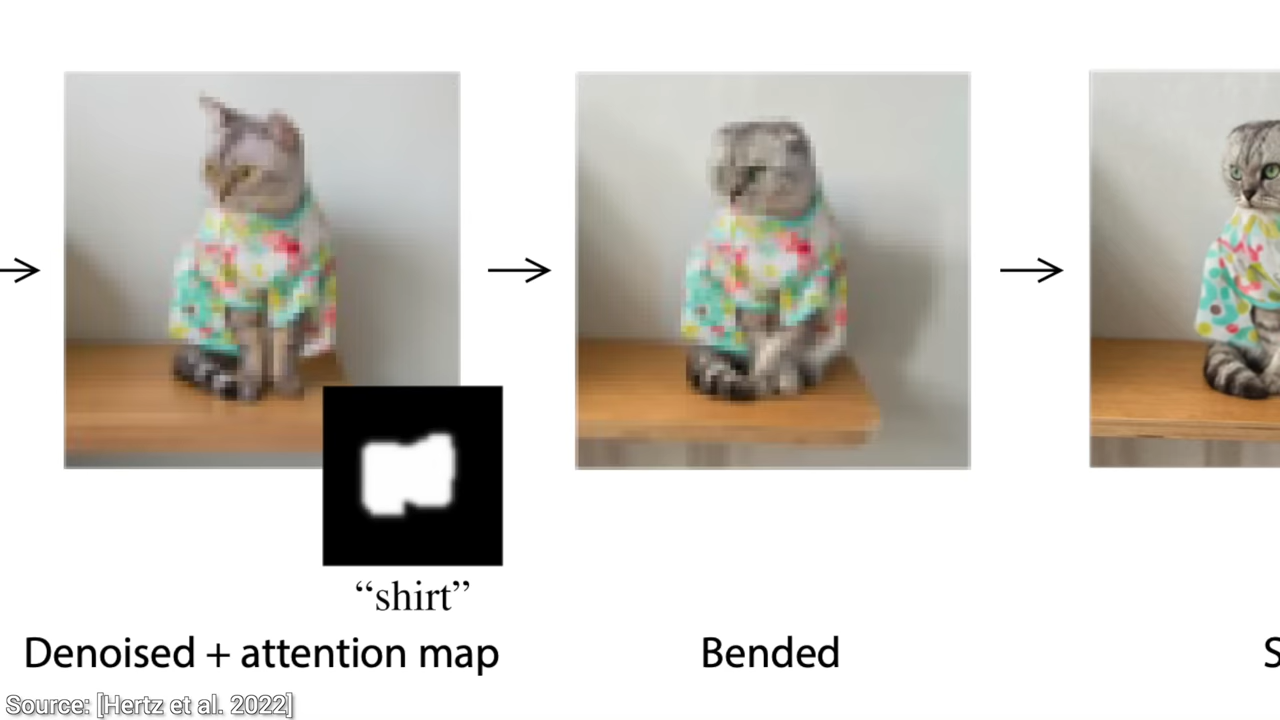 “shirt”
Denoised + attention map
Bended
S
Source: [Hertz et al. 2022]